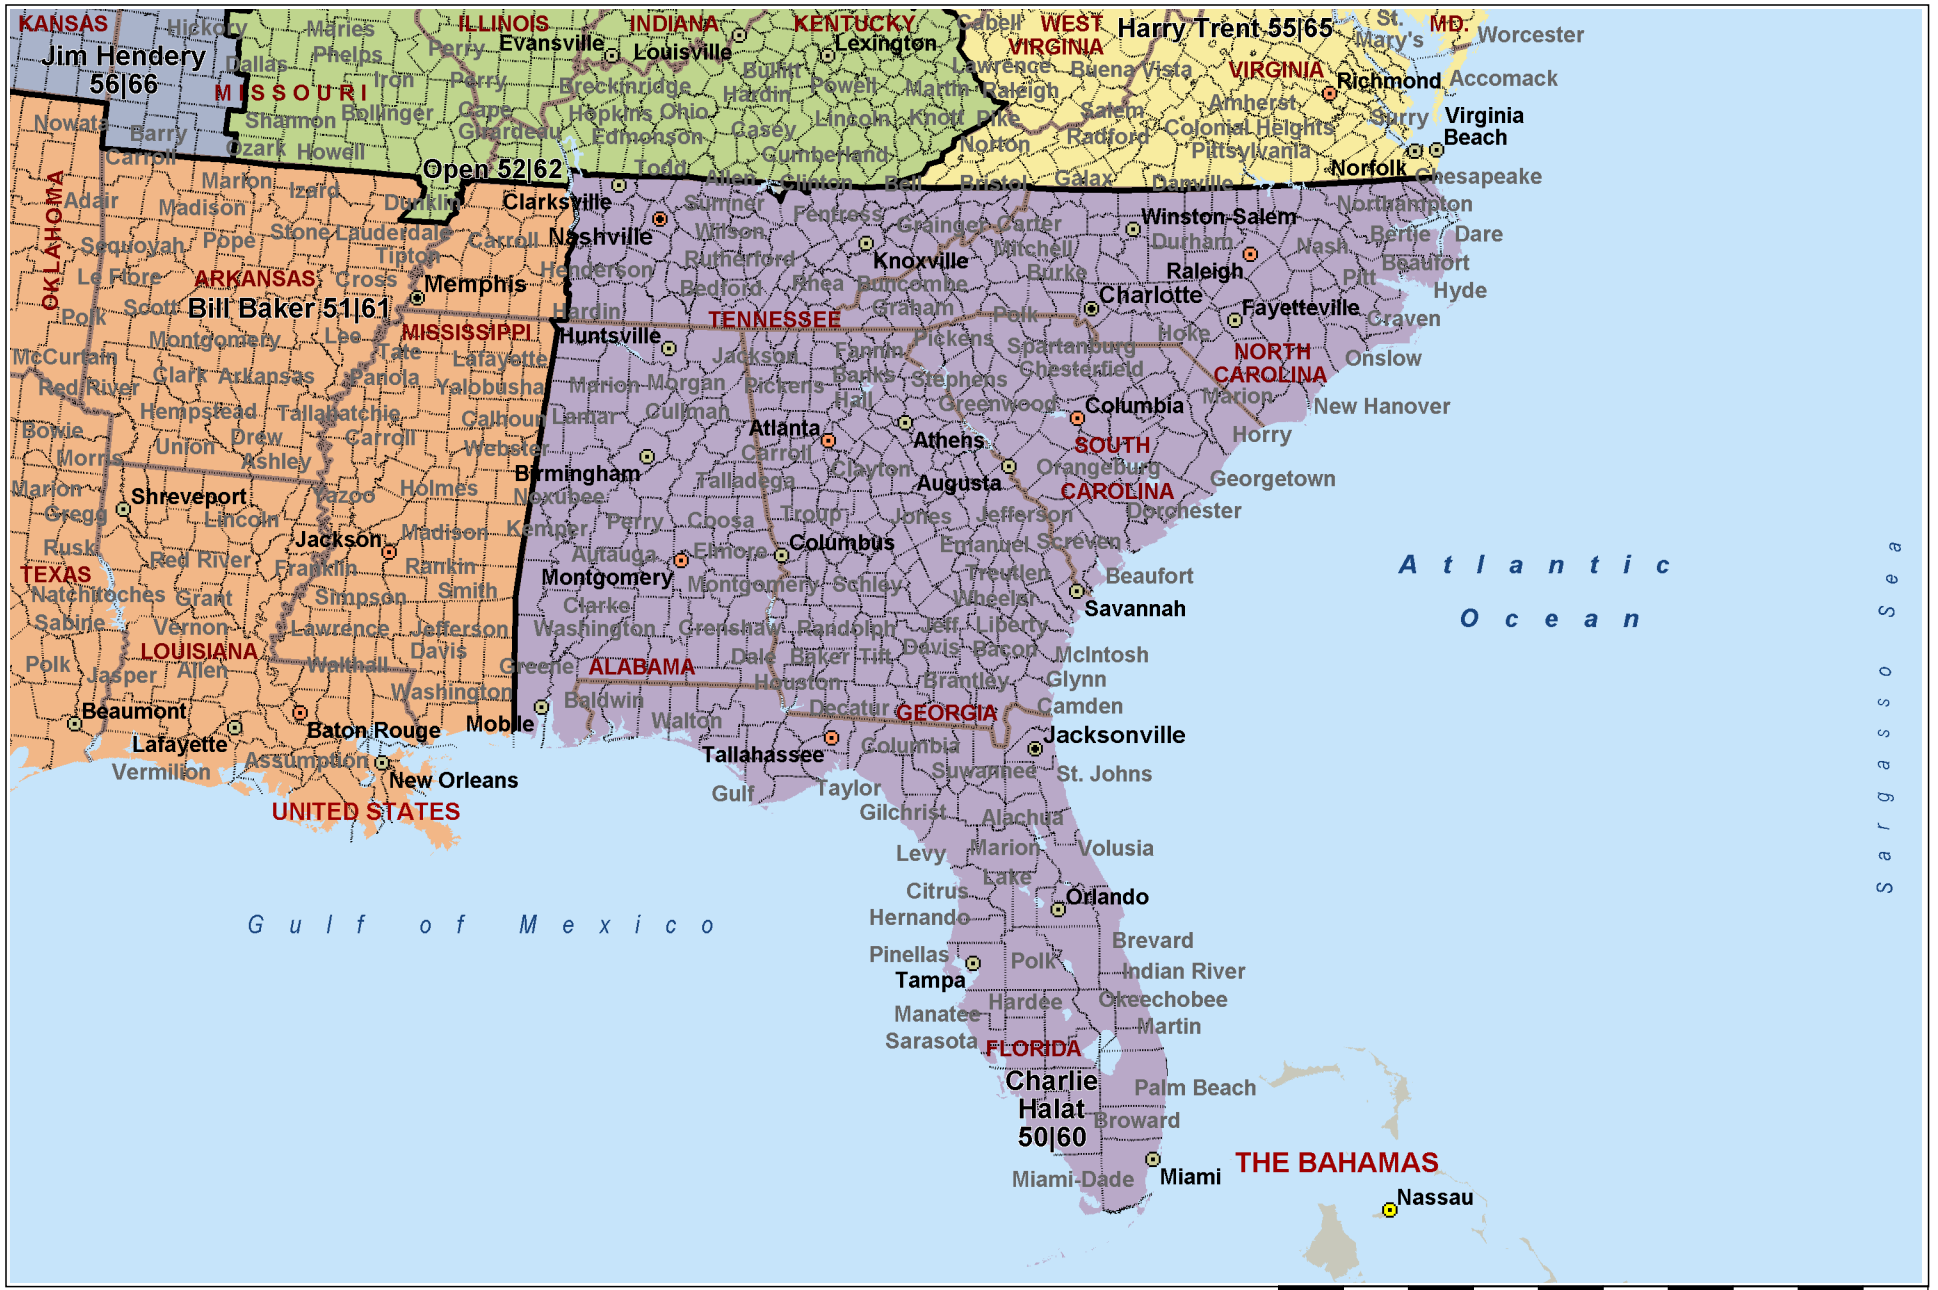 KANSAS
Hickory
Maries
ILLINOIS
INDIANA
KENTUCKY
Cabell
WEST
VIRGINIA
Harry Trent 55|65
St.
Mary's
MD.
Worcester
Jim Hendery
56|66
Dallas
Phelps
Perry
Evansville
Louisville
Lexington
Lawrence
Buena Vista
VIRGINIA
Richmond
Accomack
MISSOURI
Iron
Perry
Breckinridge
Bullitt
Hardin
Powell
Martin
Raleigh
Shannon
Bollinger
Cape
Girardeau
Hopkins
Ohio
Edmonson
Casey
Lincoln
Knott
Pike
Salem
Amherst
Surry
Virginia
Beach
Nowata
Barry
Carroll
Ozark
Howell
Cumberland
Norton
Radford
Colonial Heights
Pittsylvania
Norfolk
Chesapeake
Open 52|62
Todd
Allen
Clinton
Bell
Bristol
Galax
Danville
OKLAHOMA
Adair
Marion
Izard
Madison
Dunklin
Clarksville
Sumner
Fentress
Grainger
Carter
Winston-Salem
Northampton
Sequoyah
Pope
Stone
Lauderdale
Carroll
Nashville
Wilson
Knoxville
Mitchell
Durham
Nash
Bertie
Dare
Tipton
Le Flore
ARKANSAS
Cross
Memphis
Henderson
Rutherford
Rhea
Buncombe
Burke
Raleigh
Pitt
Beaufort
Hyde
Scott
Bill Baker 51|61
Bedford
Graham
Charlotte
Fayetteville
Craven
Polk
Hardin
TENNESSEE
Polk
Montgomery
Lee
MISSISSIPPI
Huntsville
Pickens
Hoke
NORTH
CAROLINA
Onslow
McCurtain
Tate
Lafayette
Jackson
Fannin
Spartanburg
Chesterfield
Red River
Clark
Arkansas
Panola
Yalobusha
Marion
Morgan
Pickens
Banks
Hall
Stephens
Marion
New Hanover
Hempstead
Tallahatchie
Calhoun
Lamar
Cullman
Greenwood
Columbia
Bowie
Union
Drew
Carroll
Atlanta
Athens
Horry
Morris
Ashley
Webster
Birmingham
Carroll
Clayton
SOUTH
CAROLINA
Orangeburg
Marion
Shreveport
Yazoo
Holmes
Noxubee
Talladega
Augusta
Georgetown
Gregg
Lincoln
Kemper
Perry
Coosa
Troup
Jones
Jefferson
Dorchester
Rusk
Red River
Jackson
Madison
Autauga
Elmore
Columbus
Emanuel
Screven
TEXAS
Franklin
Rankin
Montgomery
Montgomery
Schley
Treutlen
Beaufort
Natchitoches
Grant
Simpson
Smith
Clarke
Wheeler
Savannah
Sabine
Vernon
Lawrence
Jefferson
Davis
Washington
Crenshaw
Randolph
Jeff
Davis
Liberty
LOUISIANA
Polk
Jasper
Allen
Walthall
Greene
ALABAMA
Dale
Baker
Tift
Bacon
McIntosh
Washington
Baldwin
Houston
Brantley
Glynn
Beaumont
Baton Rouge
Mobile
Walton
Decatur
GEORGIA
Camden
Lafayette
Tallahassee
Columbia
Jacksonville
Vermilion
Assumption
New Orleans
Gulf
Taylor
Suwannee
St. Johns
UNITED STATES
Gilchrist
Alachua
Levy
Marion
Volusia
Citrus
Lake
Orlando
Hernando
Pinellas
Tampa
Polk
Brevard
Indian River
Manatee
Hardee
Okeechobee
Sarasota
Martin
FLORIDA
Charlie
Halat
50|60
Palm Beach
Broward
Miami-Dade
Miami
THE BAHAMAS
Nassau
Gulf of Mexico
Atlantic
Ocean
Sargasso Sea